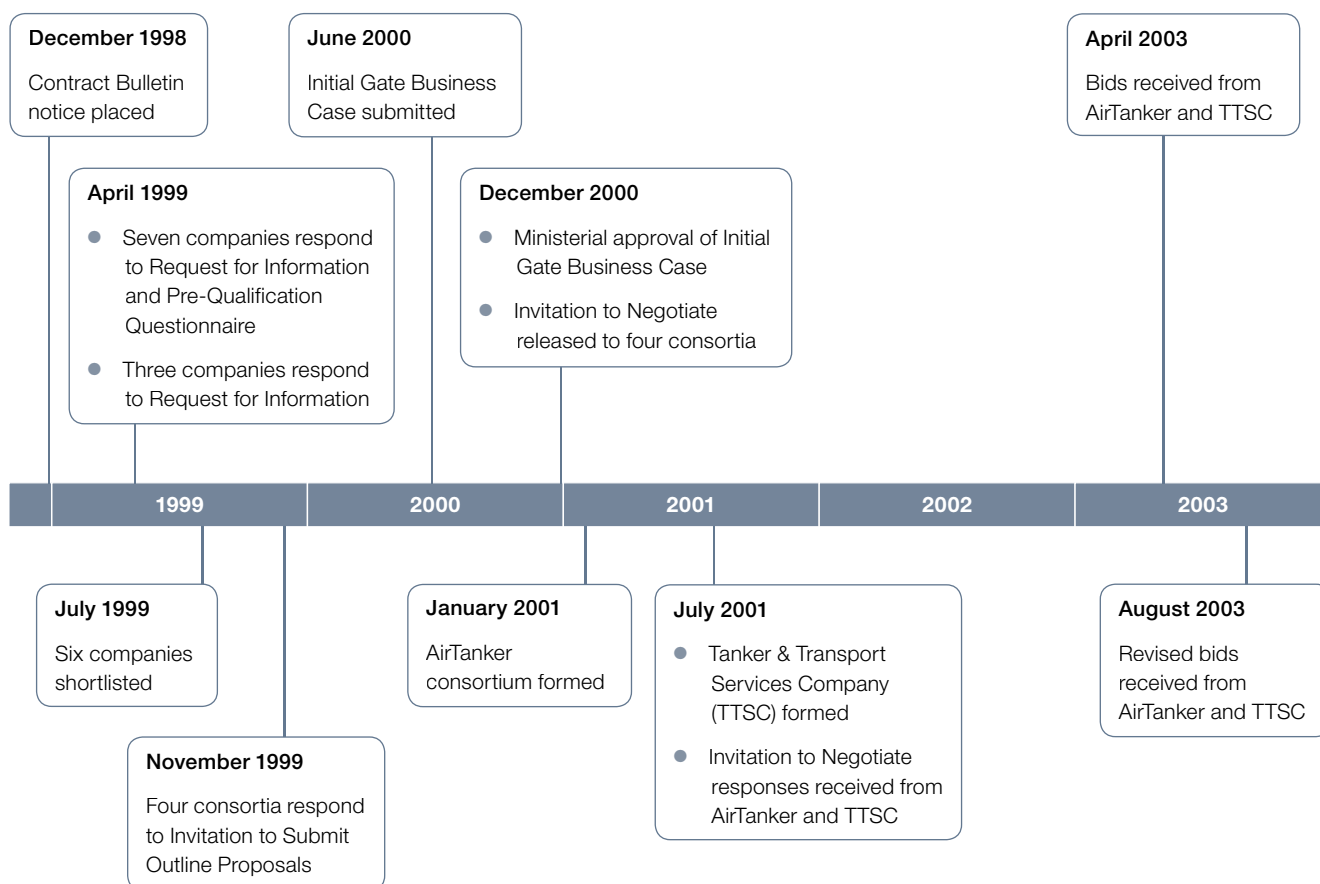 December 1998
Contract Bulletin
notice placed
June 2000
Initial Gate Business
Case submitted
April 2003
Bids received from
AirTanker and TTSC
April 1999
● Seven companies respond
to Request for Information
and Pre-Qualification
Questionnaire
● Three companies respond
to Request for Information
December 2000
● Ministerial approval of Initial
Gate Business Case
● Invitation to Negotiate
released to four consortia
1999
2000
2001
2002
2003
July 1999
Six companies
shortlisted
January 2001
AirTanker
consortium formed
July 2001
● Tanker & Transport
Services Company
(TTSC) formed
● Invitation to Negotiate
responses received from
AirTanker and TTSC
August 2003
Revised bids
received from
AirTanker and TTSC
November 1999
Four consortia respond
to Invitation to Submit
Outline Proposals